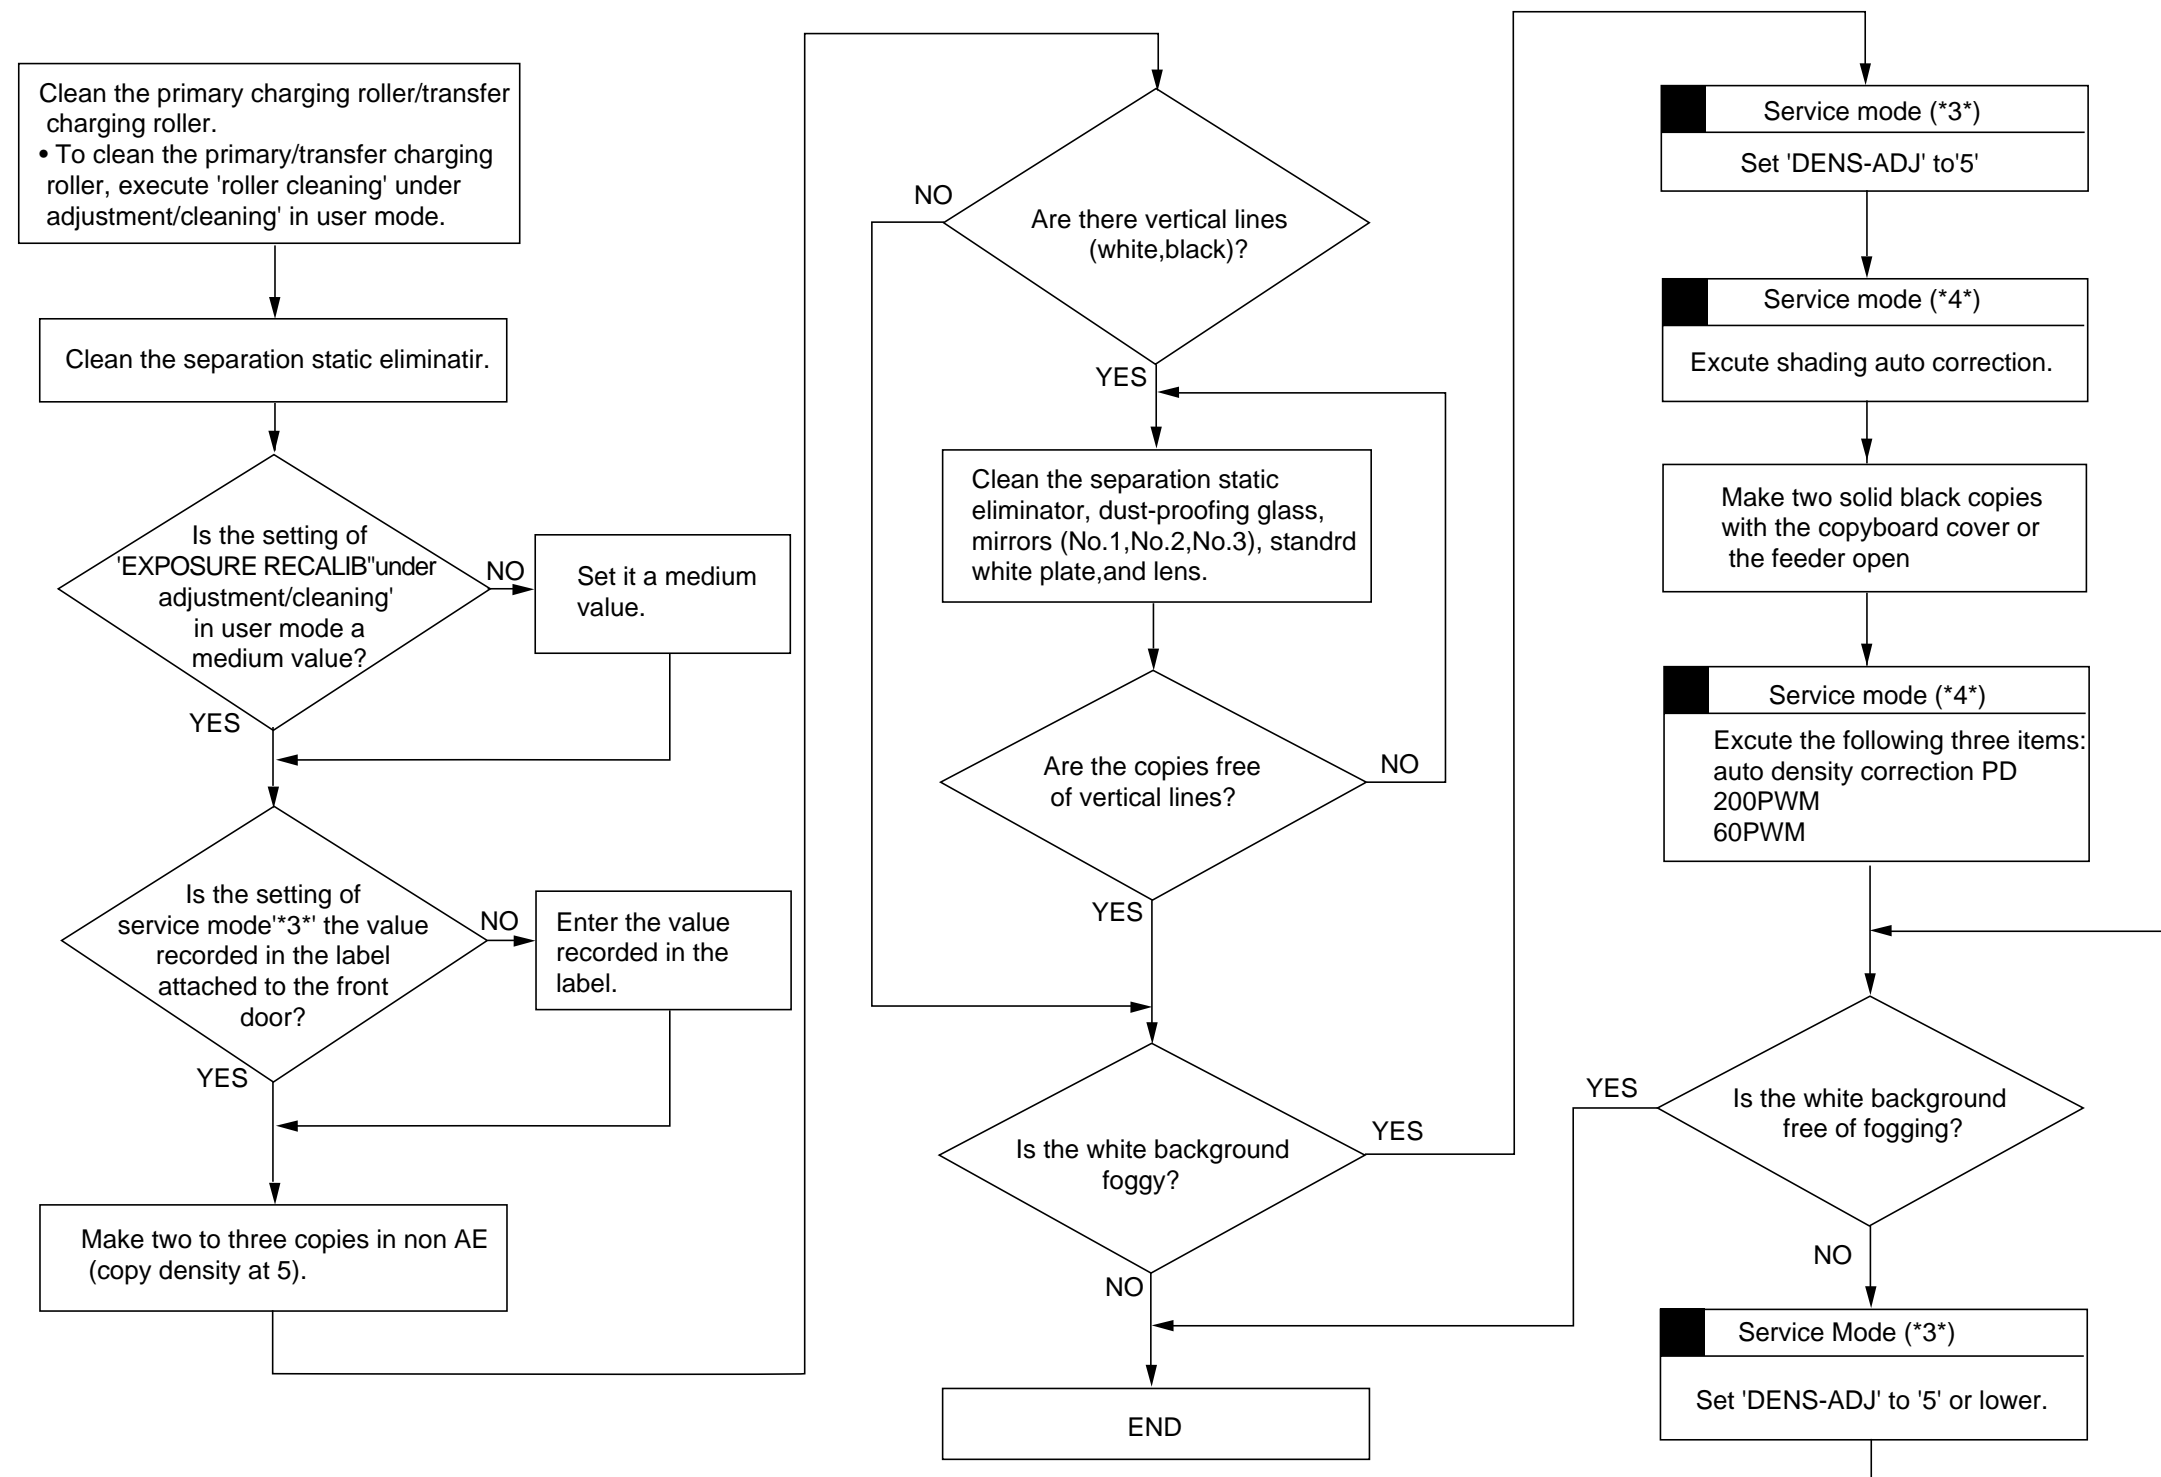 Clean the primary charging roller/transfer
charging roller.
• To clean the primary/transfer charging
roller, execute 'roller cleaning' under
adjustment/cleaning' in user mode.
Clean the separation static eliminatir.
Is the setting of
'EXPOSURE RECALIB''under
adjustment/cleaning'
in user mode a
medium value?
NO
Set it a medium
value.
YES
Is the setting of
service mode'*3*' the value
recorded in the label
attached to the front
door?
NO
Enter the value
recorded in the
label.
YES
Make two to three copies in non AE
(copy density at 5).
Are there vertical lines
(white,black)?
NO
YES
Clean the separation static
eliminator, dust-proofing glass,
mirrors (No.1,No.2,No.3), standrd
white plate,and lens.
Are the copies free
of vertical lines?
NO
YES
Is the white background
foggy?
YES
NO
END
Service mode (*3*)
Set 'DENS-ADJ' to'5'
Service mode (*4*)
Excute shading auto correction.
Make two solid black copies
with the copyboard cover or
the feeder open
Service mode (*4*)
Excute the following three items:
auto density correction PD
200PWM
60PWM
Is the white background
free of fogging?
YES
NO
Service Mode (*3*)
Set 'DENS-ADJ' to '5' or lower.